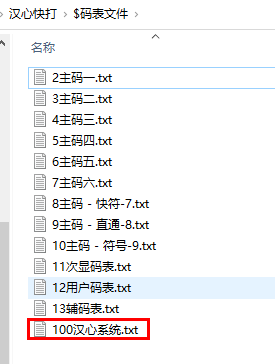 汉心快打 > $码表文件 >
名称
2主码一.txt
3主码二.txt
4主码三.txt
5主码四.txt
6主码五.txt
7主码六.txt
8主码 - 快符-7.txt
9主码 - 直通-8.txt
10主码 - 符号-9.txt
11次显码表.txt
12用户码表.txt
13辅码表.txt
100汉心系统.txt